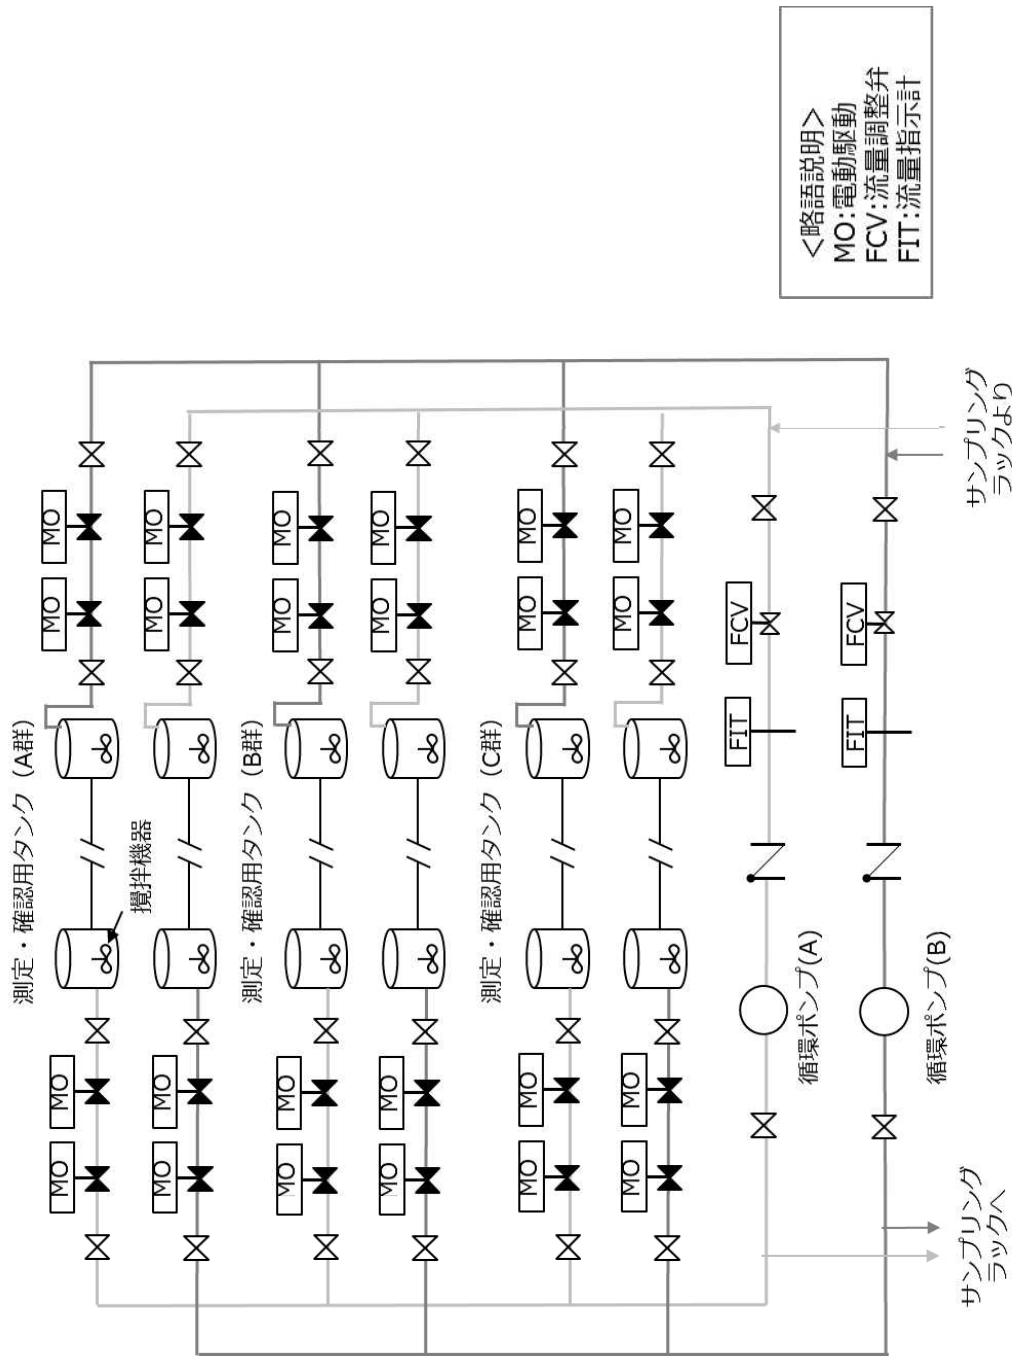 測定・確認用タンク（A群）
MO
MO
MO
MO
攪拌機器
MO
MO
MO
MO
測定・確認用タンク（B群）
MO
MO
MO
MO
MO
MO
MO
MO
測定・確認用タンク（C群）
MO
MO
MO
MO
MO
MO
MO
MO
FIT
FCV
循環ポンプ(A)
FIT
FCV
循環ポンプ(B)
サンプリング
ラックへ
サンプリング
ラックより
＜略語説明＞
MO:電動駆動
FCV:流量調整弁
FIT:流量指示計